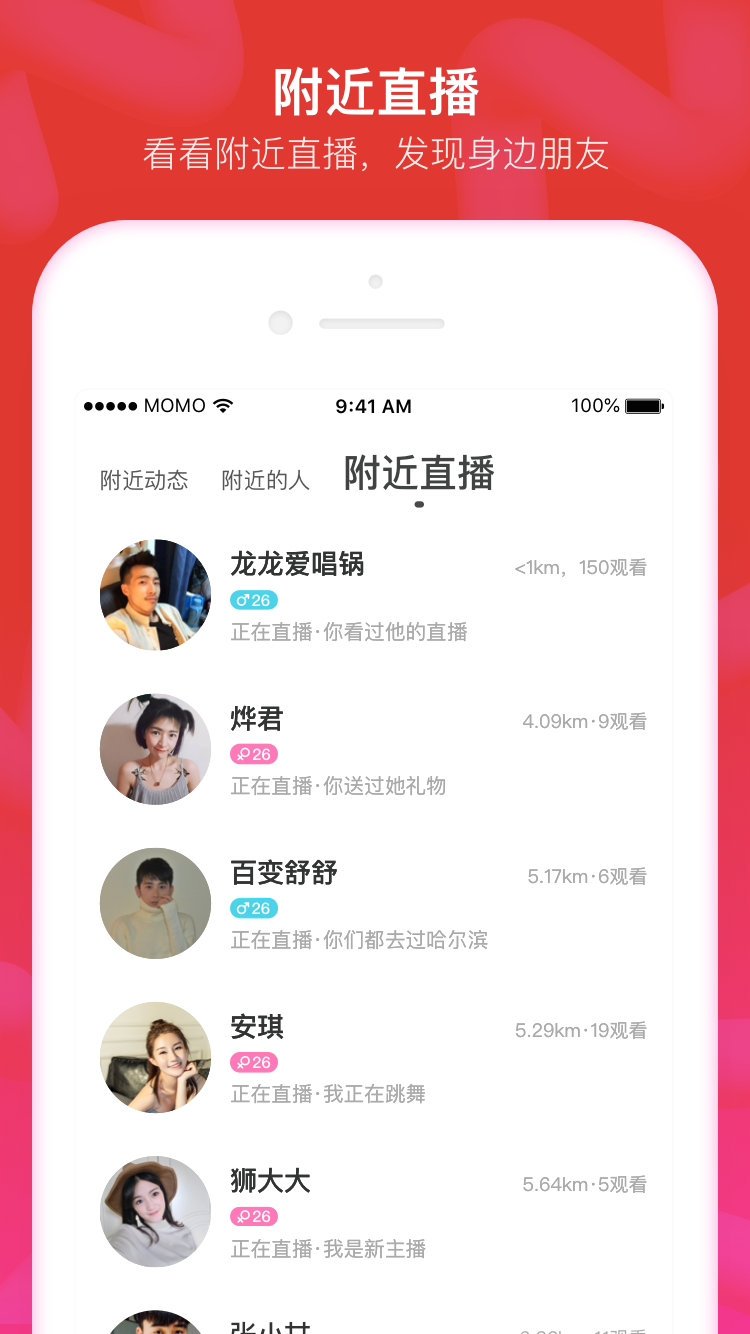 附近直播
看看附近直播，发现身边朋友
MOMO 9:41 AM 100%
附近动态 附近的人 附近直播
龙龙爱唱锅 <1km，150观看
♂26
正在直播·你看过他的直播
烨君 4.09km·9观看
♀26
正在直播·你送过她礼物
百变舒舒 5.17km·6观看
♂26
正在直播·你们都去过哈尔滨
安琪 5.29km·19观看
♀26
正在直播·我正在跳舞
狮大大 5.64km·5观看
♀26
正在直播·我是新主播